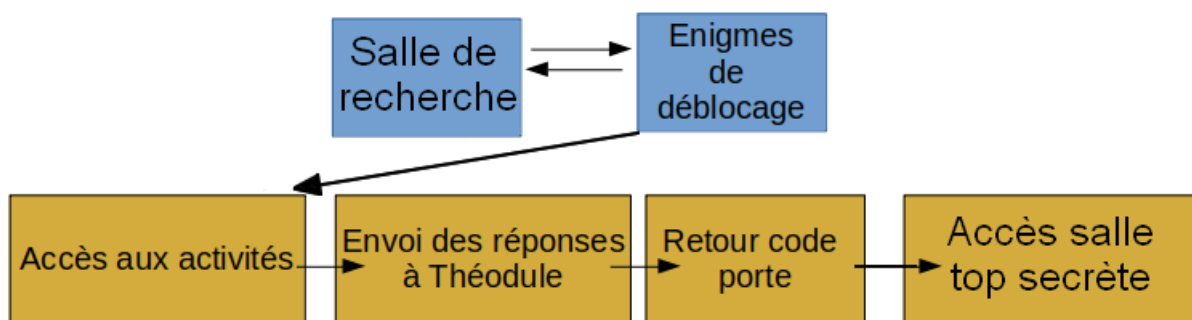 Salle de
recherche
Enigmes
de
déblocage
Accès aux activités
Envoi des réponses
à Théodule
Retour code
porte
Accès salle
top secrète